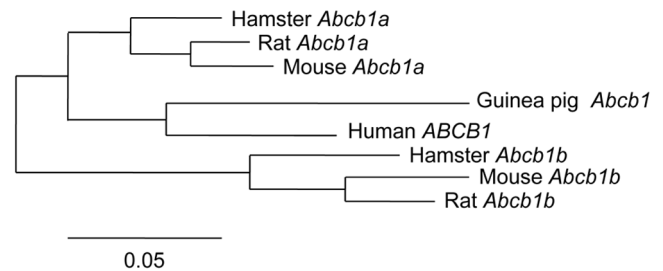 Hamster Abcb1a
Rat Abcb1a
Mouse Abcb1a
Guinea pig Abcb1
Human ABCB1
Hamster Abcb1b
Mouse Abcb1b
Rat Abcb1b
0.05